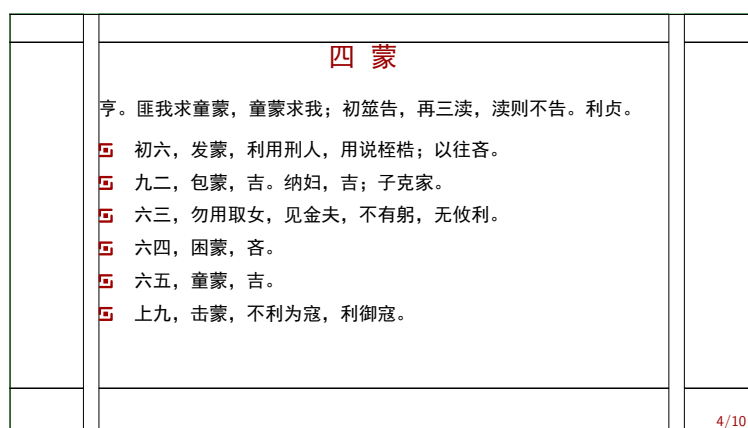 四 蒙
亨。匪我求童蒙，童蒙求我；初筮告，再三渎，渎则不告。利贞。
初六，发蒙，利用刑人，用说桎梏；以往吝。
九二，包蒙，吉。纳妇，吉；子克家。
六三，勿用取女，见金夫，不有躬，无攸利。
六四，困蒙，吝。
六五，童蒙，吉。
上九，击蒙，不利为寇，利御寇。
4/10